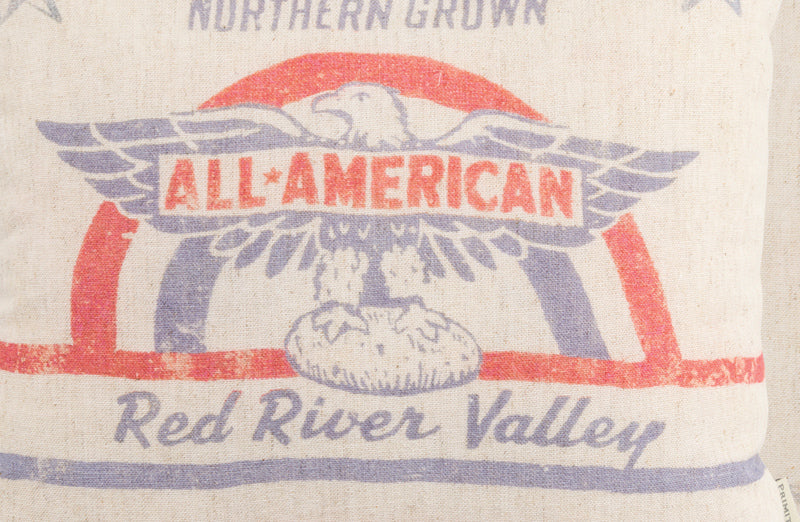 NORTHERN GROWN
ALL★AMERICAN
Red River Valley